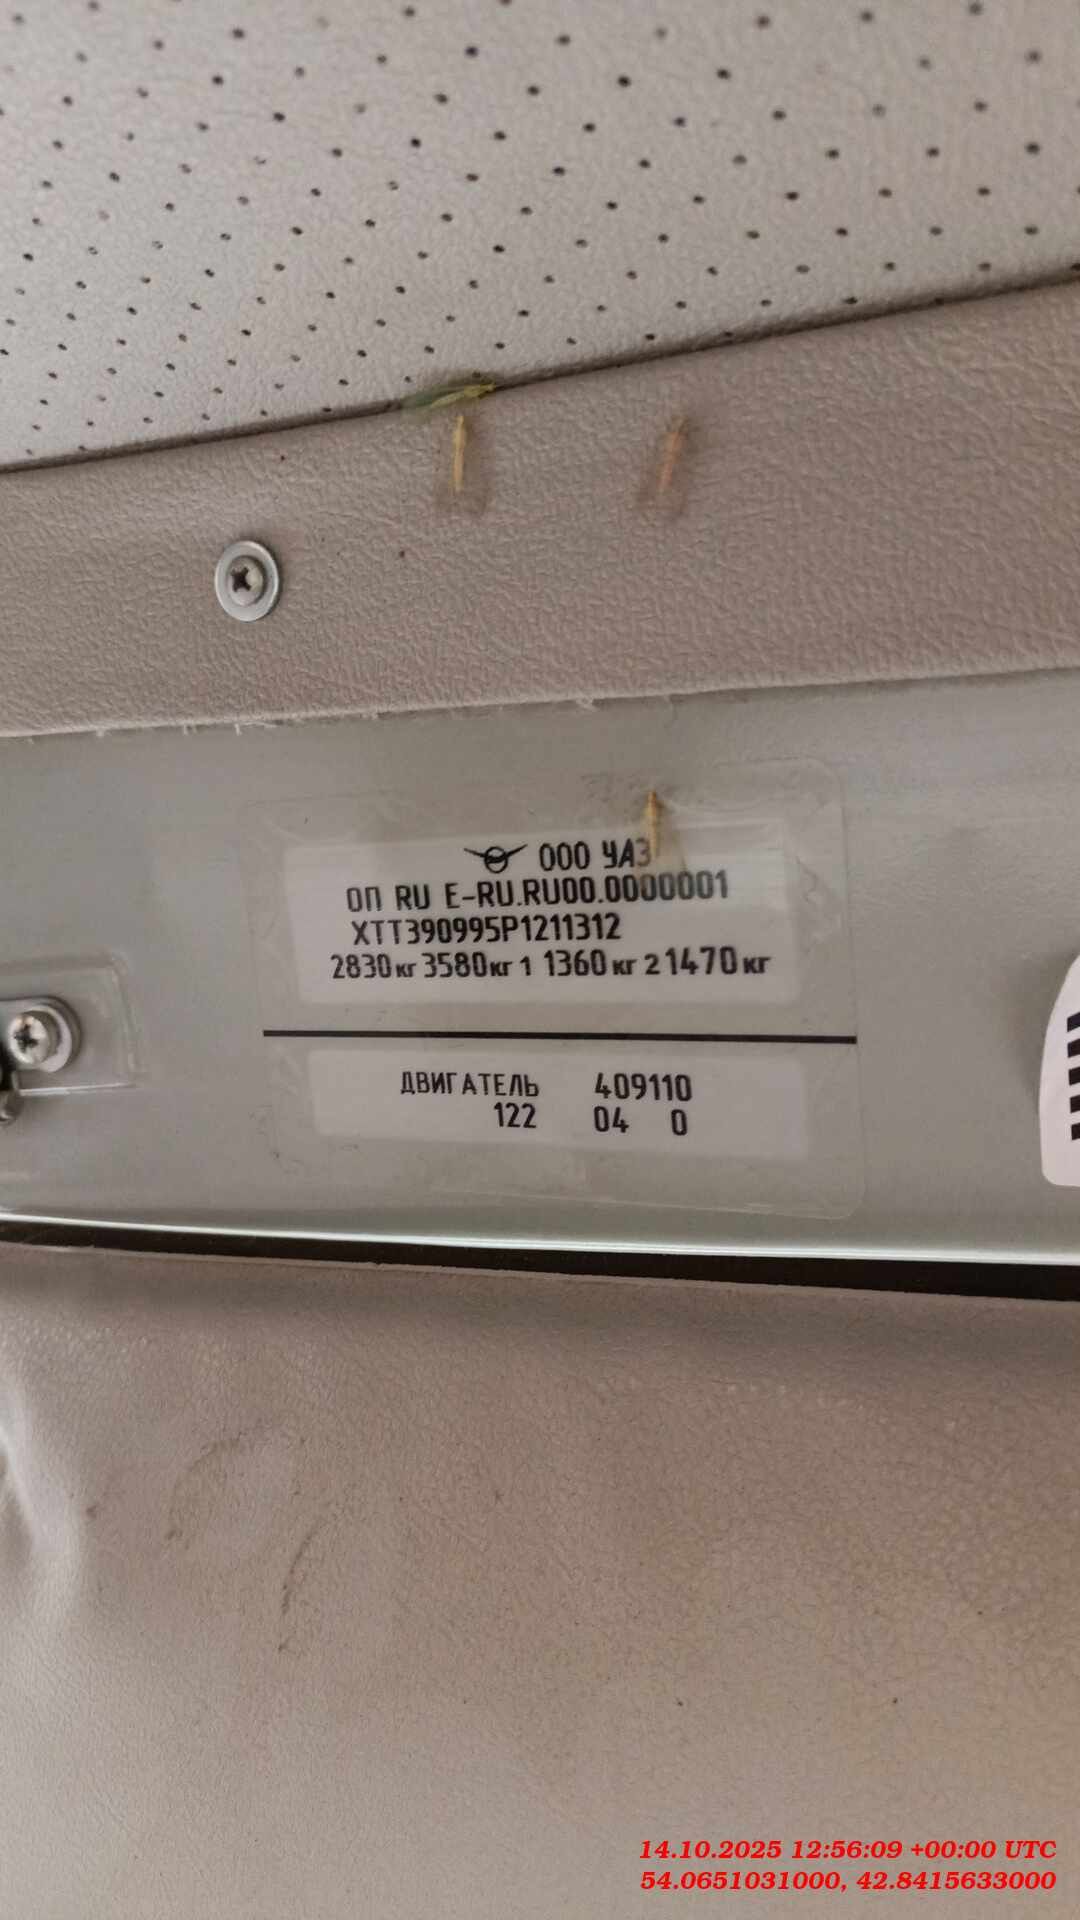 ООО УАЗ
ОП RU E-RU.RU00.0000001
XTT390995P1211312
2830кг 3580кг 1 1360кг 2 1470кг
ДВИГАТЕЛЬ 409110
122 04 0
14.10.2025 12:56:09 +00:00 UTC
54.0651031000, 42.8415633000